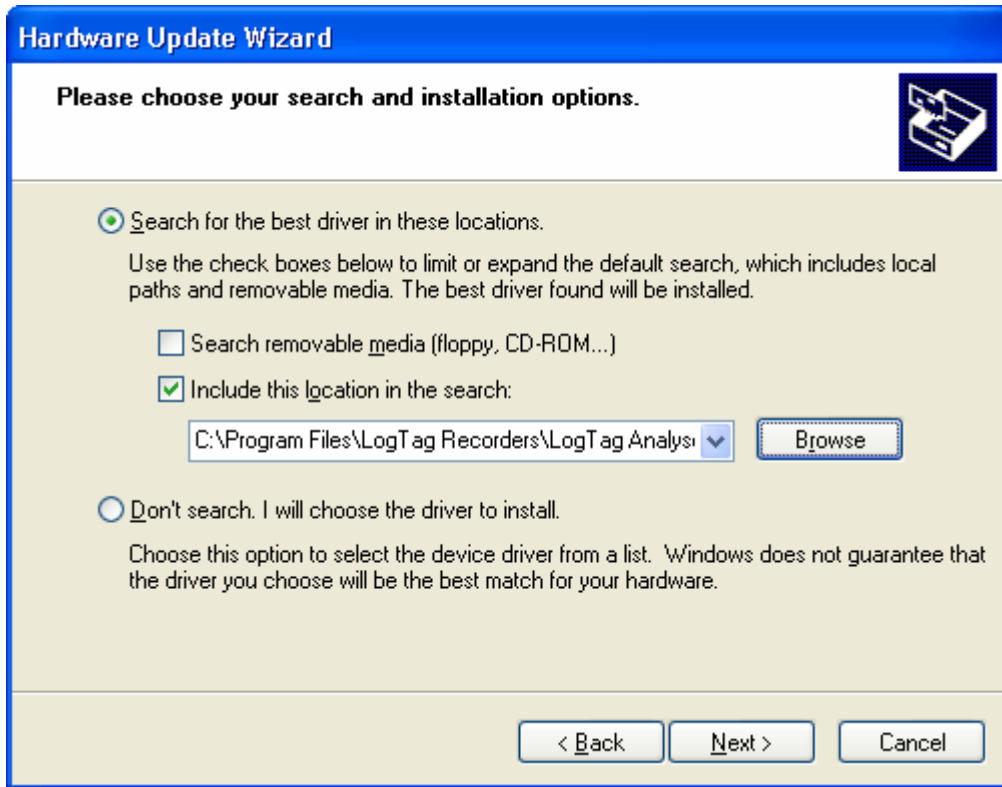 Hardware Update Wizard
Please choose your search and installation options.
Search for the best driver in these locations.
Use the check boxes below to limit or expand the default search, which includes local
paths and removable media. The best driver found will be installed.
Search removable media (floppy, CD-ROM...)
Include this location in the search:
C:\Program Files\LogTag Recorders\LogTag Analys
Browse
Don't search. I will choose the driver to install.
Choose this option to select the device driver from a list. Windows does not guarantee that
the driver you choose will be the best match for your hardware.
< Back
Next >
Cancel